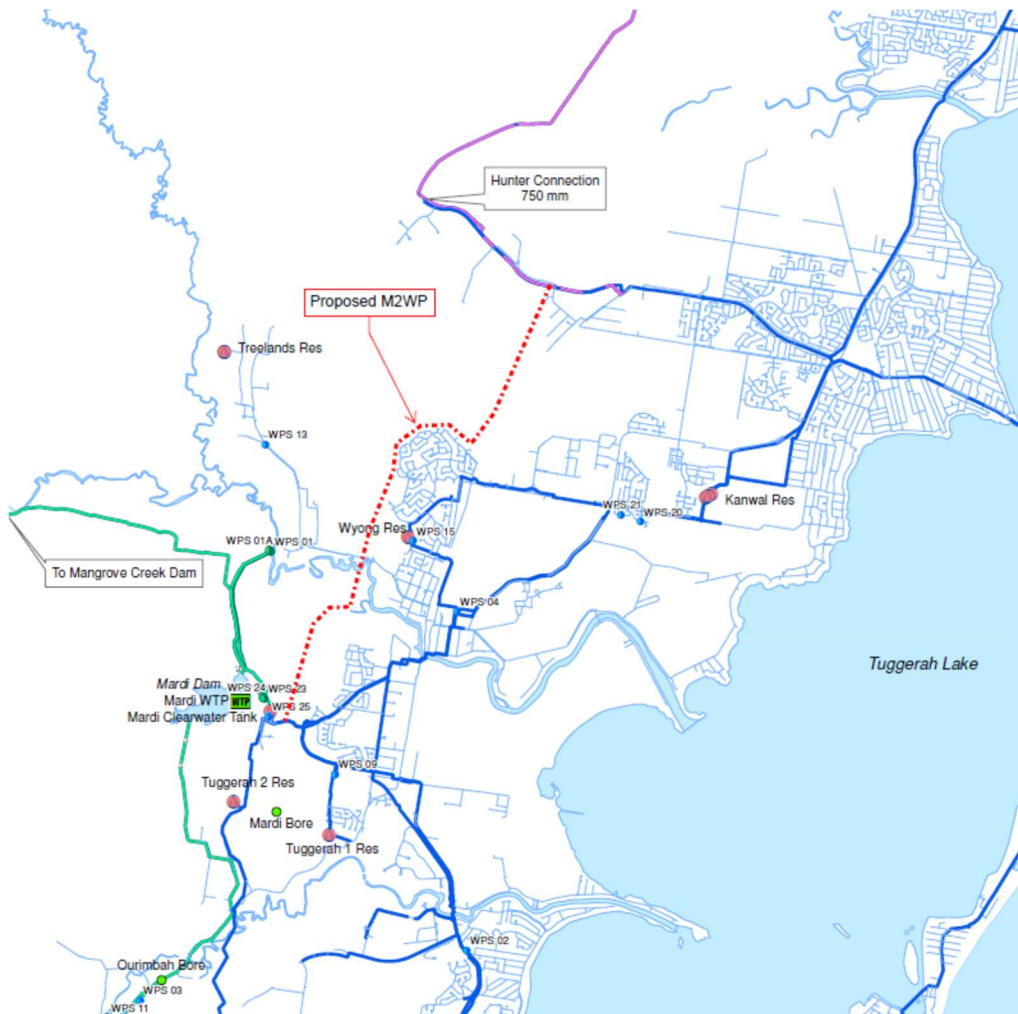 Hunter Connection
750 mm
Proposed M2WP
Treelands Res
WPS 13
Kanwal Res
WPS 21
WPS 20
Wyong Res
WPS 15
WPS 01A
WPS 01
To Mangrove Creek Dam
WPS 04
Tuggerah Lake
Mardi Dam
WPS 24
WPS 23
Mardi WTP
WTP
WPS 25
Mardi Clearwater Tank
WPS 09
Tuggerah 2 Res
Mardi Bore
Tuggerah 1 Res
WPS 02
Ourimbah Bore
WPS 03
WPS 11